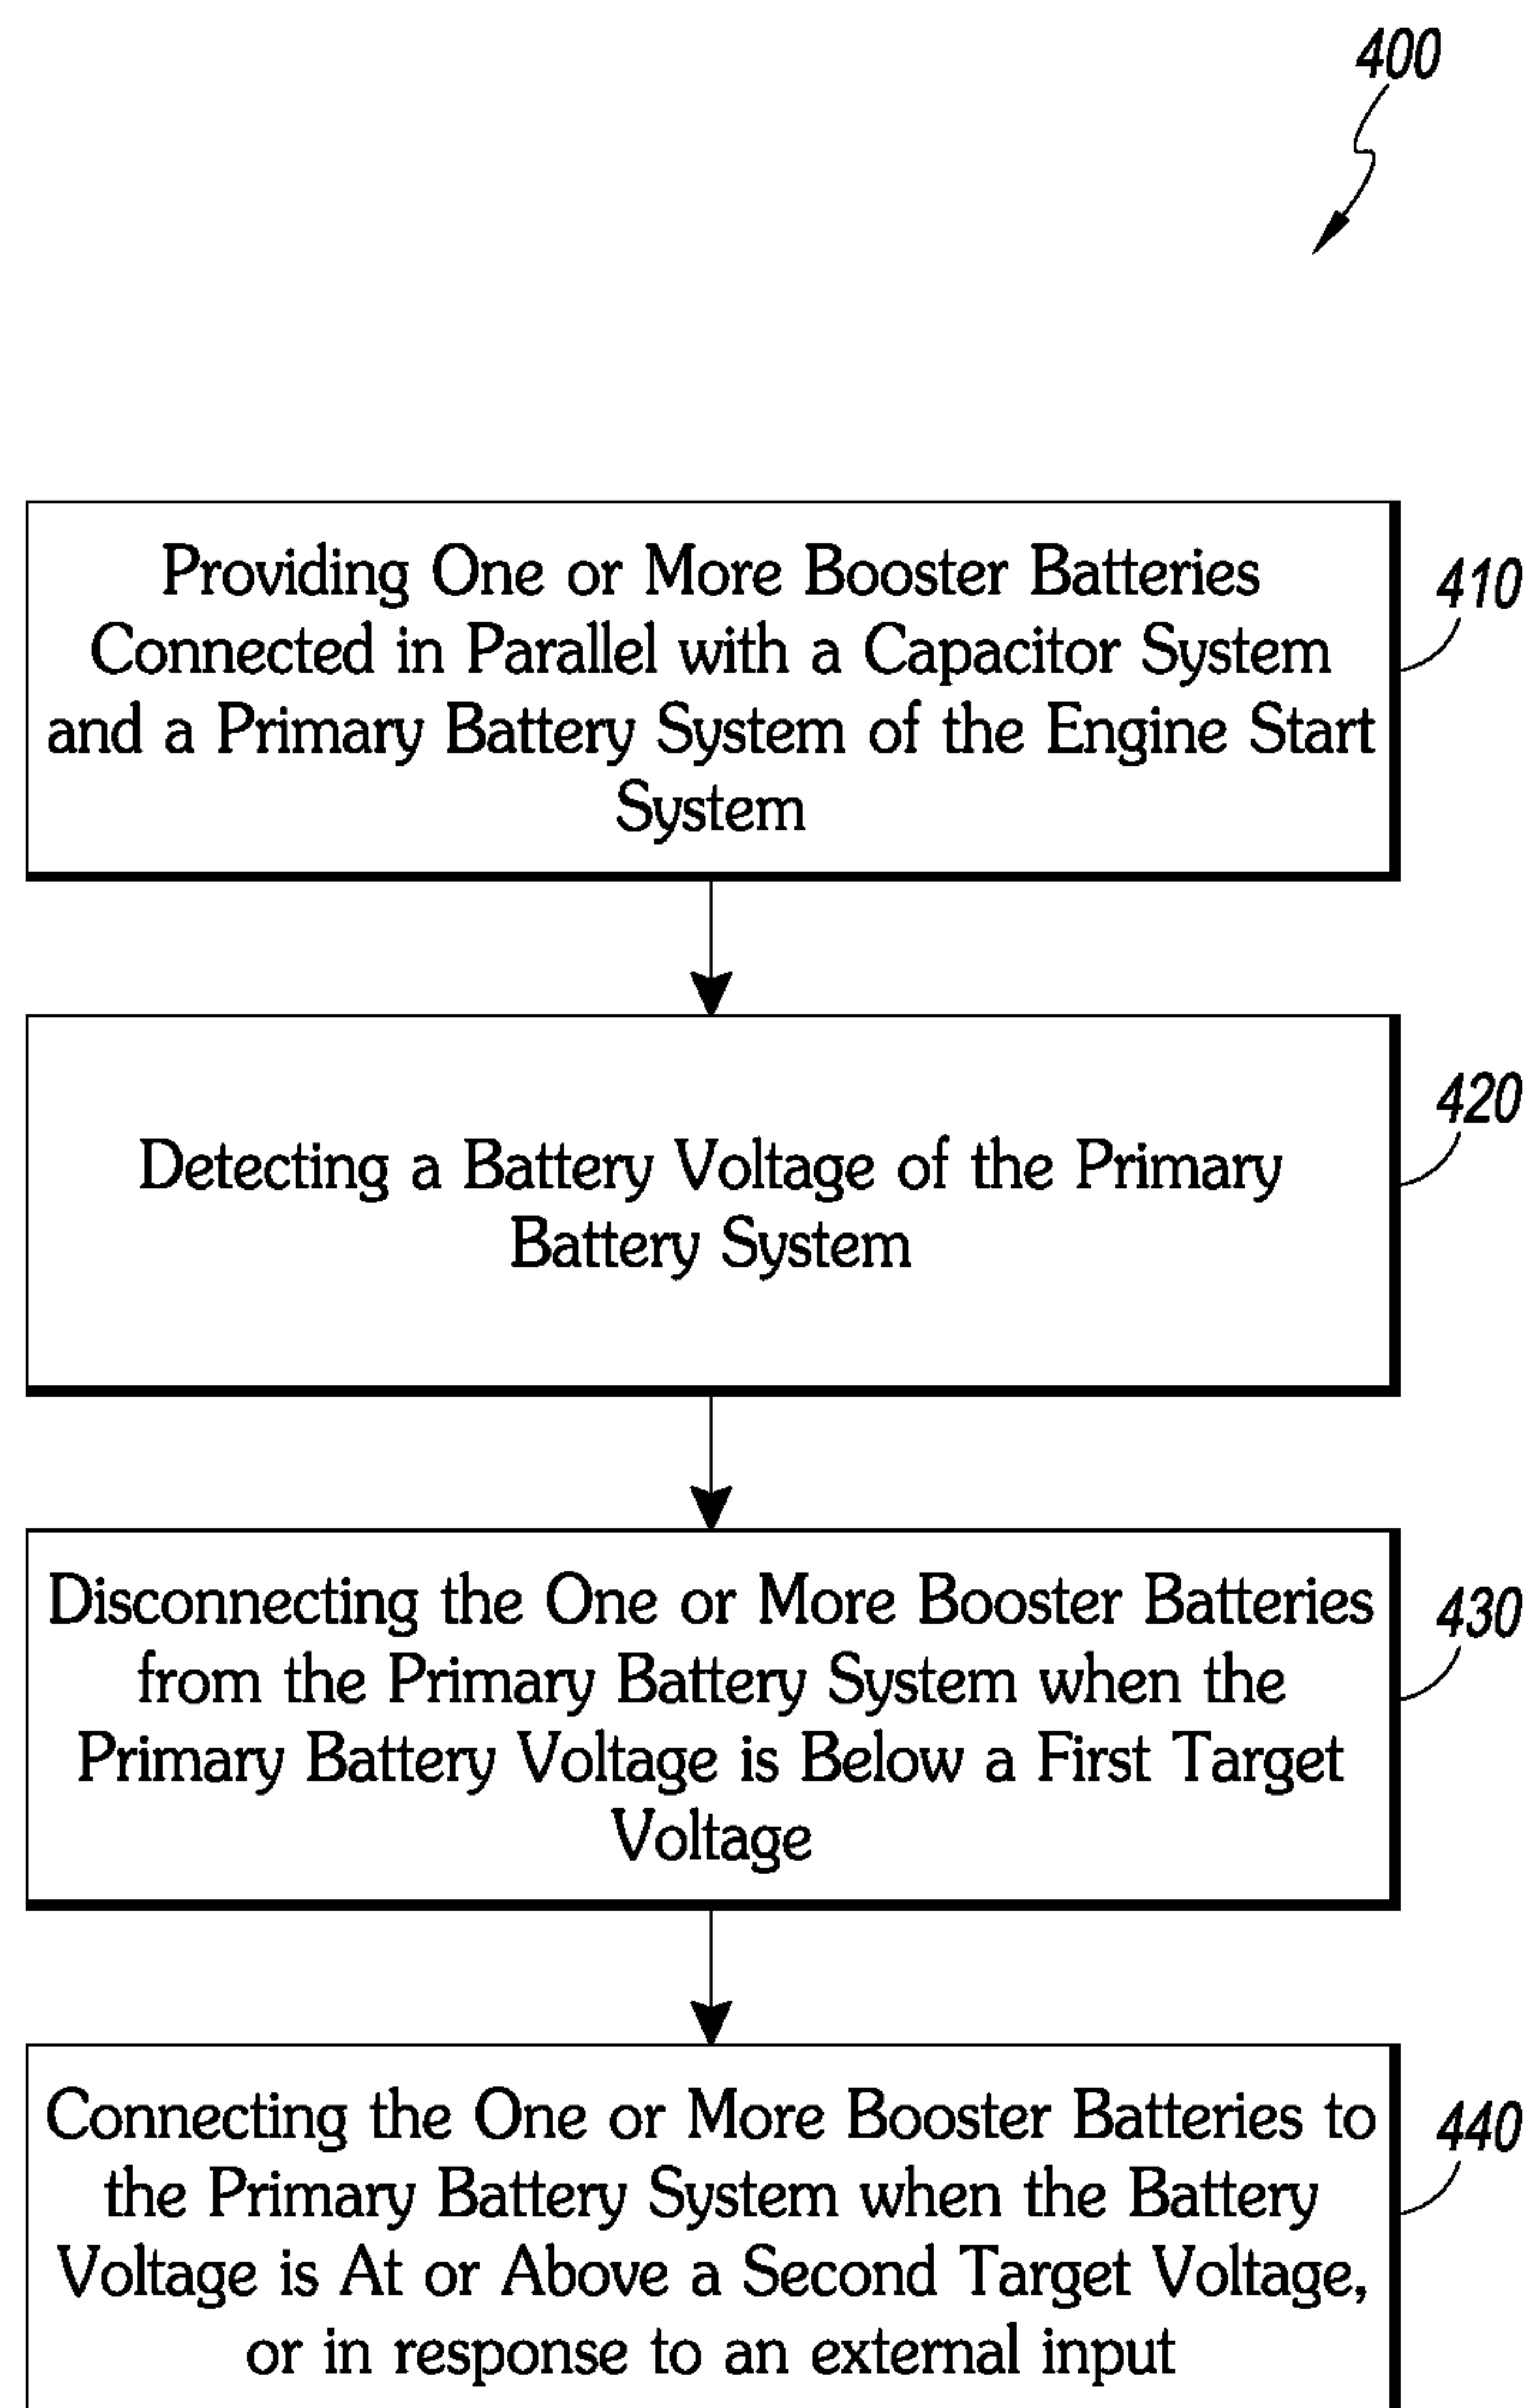 400
Providing One or More Booster Batteries
Connected in Parallel with a Capacitor System
and a Primary Battery System of the Engine Start
System
410
Detecting a Battery Voltage of the Primary
Battery System
420
Disconnecting the One or More Booster Batteries
from the Primary Battery System when the
Primary Battery Voltage is Below a First Target
Voltage
430
Connecting the One or More Booster Batteries to
the Primary Battery System when the Battery
Voltage is At or Above a Second Target Voltage,
or in response to an external input
440